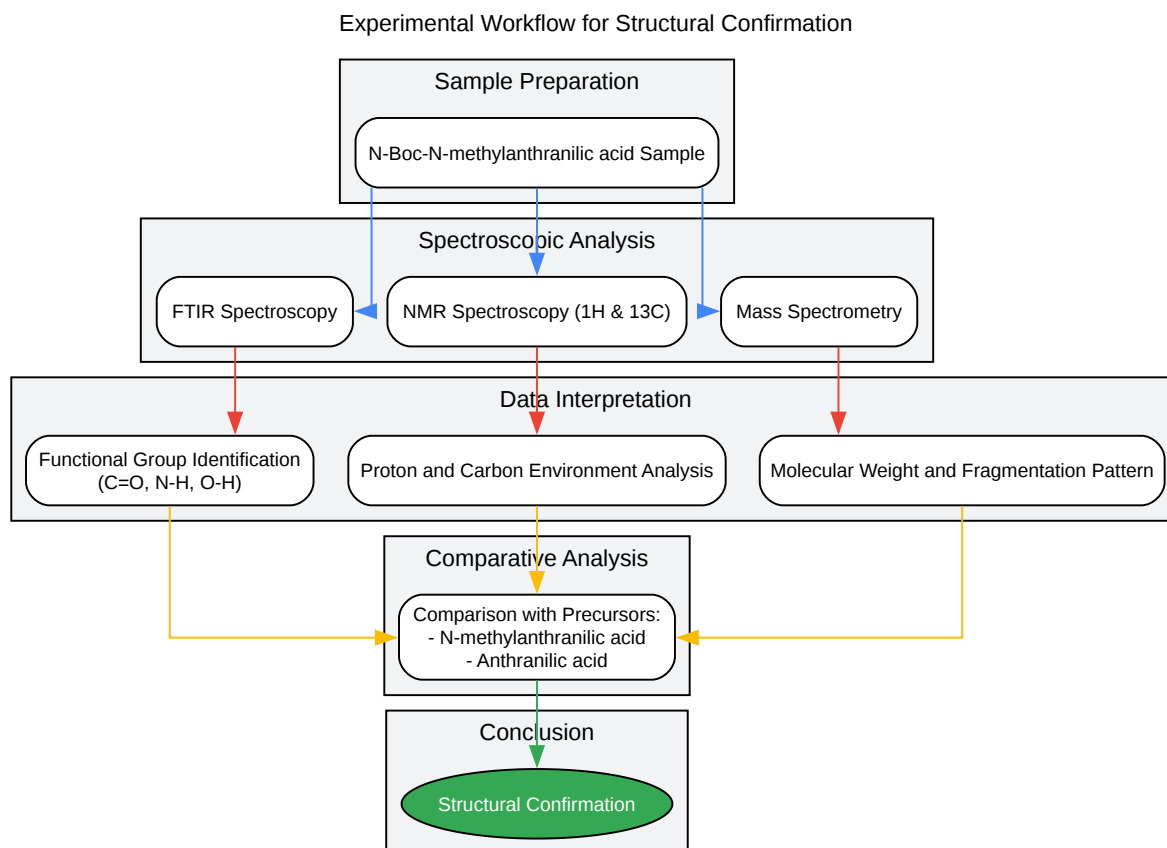 Experimental Workflow for Structural Confirmation
Sample Preparation
N-Boc-N-methylanthranilic acid Sample
Spectroscopic Analysis
FTIR Spectroscopy
NMR Spectroscopy (1H & 13C)
Mass Spectrometry
Data Interpretation
Functional Group Identification
(C=O, N-H, O-H)
Proton and Carbon Environment Analysis
Molecular Weight and Fragmentation Pattern
Comparative Analysis
Comparison with Precursors:
- N-methylanthranilic acid
- Anthranilic acid
Conclusion
Structural Confirmation